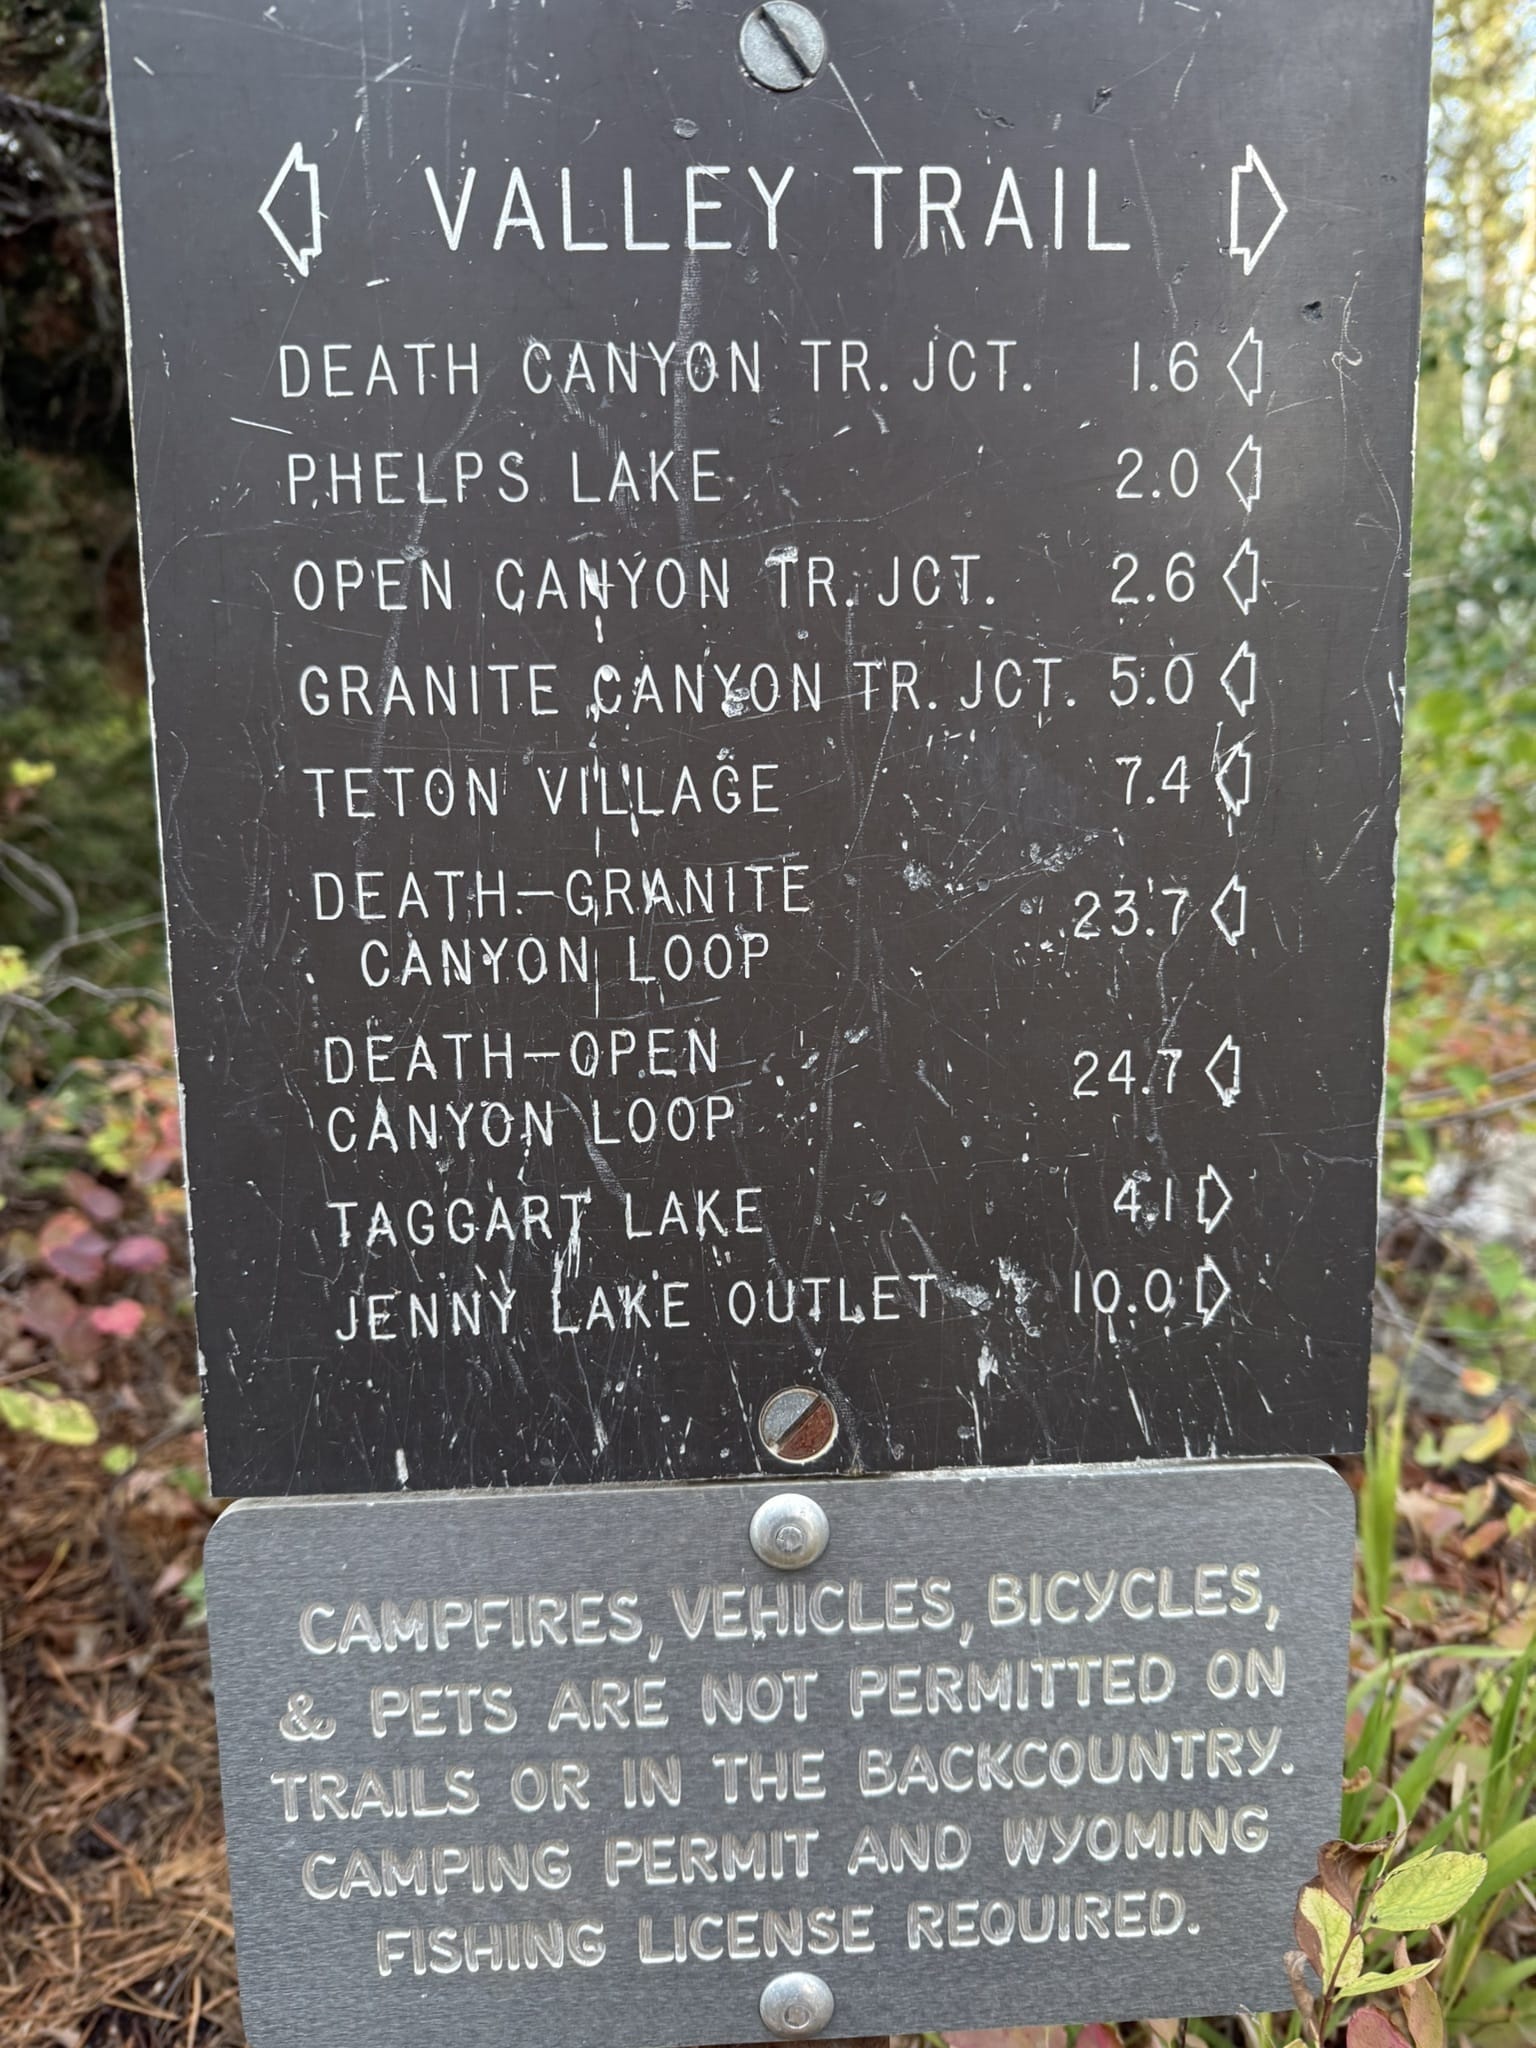 VALLEY TRAIL
DEATH CANYON TR. JCT. 1.6
PHELPS LAKE 2.0
OPEN CANYON TR. JCT. 2.6
GRANITE CANYON TR. JCT. 5.0
TETON VILLAGE 7.4
DEATH–GRANITE
CANYON LOOP 23.7
DEATH–OPEN
CANYON LOOP 24.7
TAGGART LAKE 4.1
JENNY LAKE OUTLET 10.0
CAMPFIRES, VEHICLES, BICYCLES,
& PETS ARE NOT PERMITTED ON
TRAILS OR IN THE BACKCOUNTRY.
CAMPING PERMIT AND WYOMING
FISHING LICENSE REQUIRED.